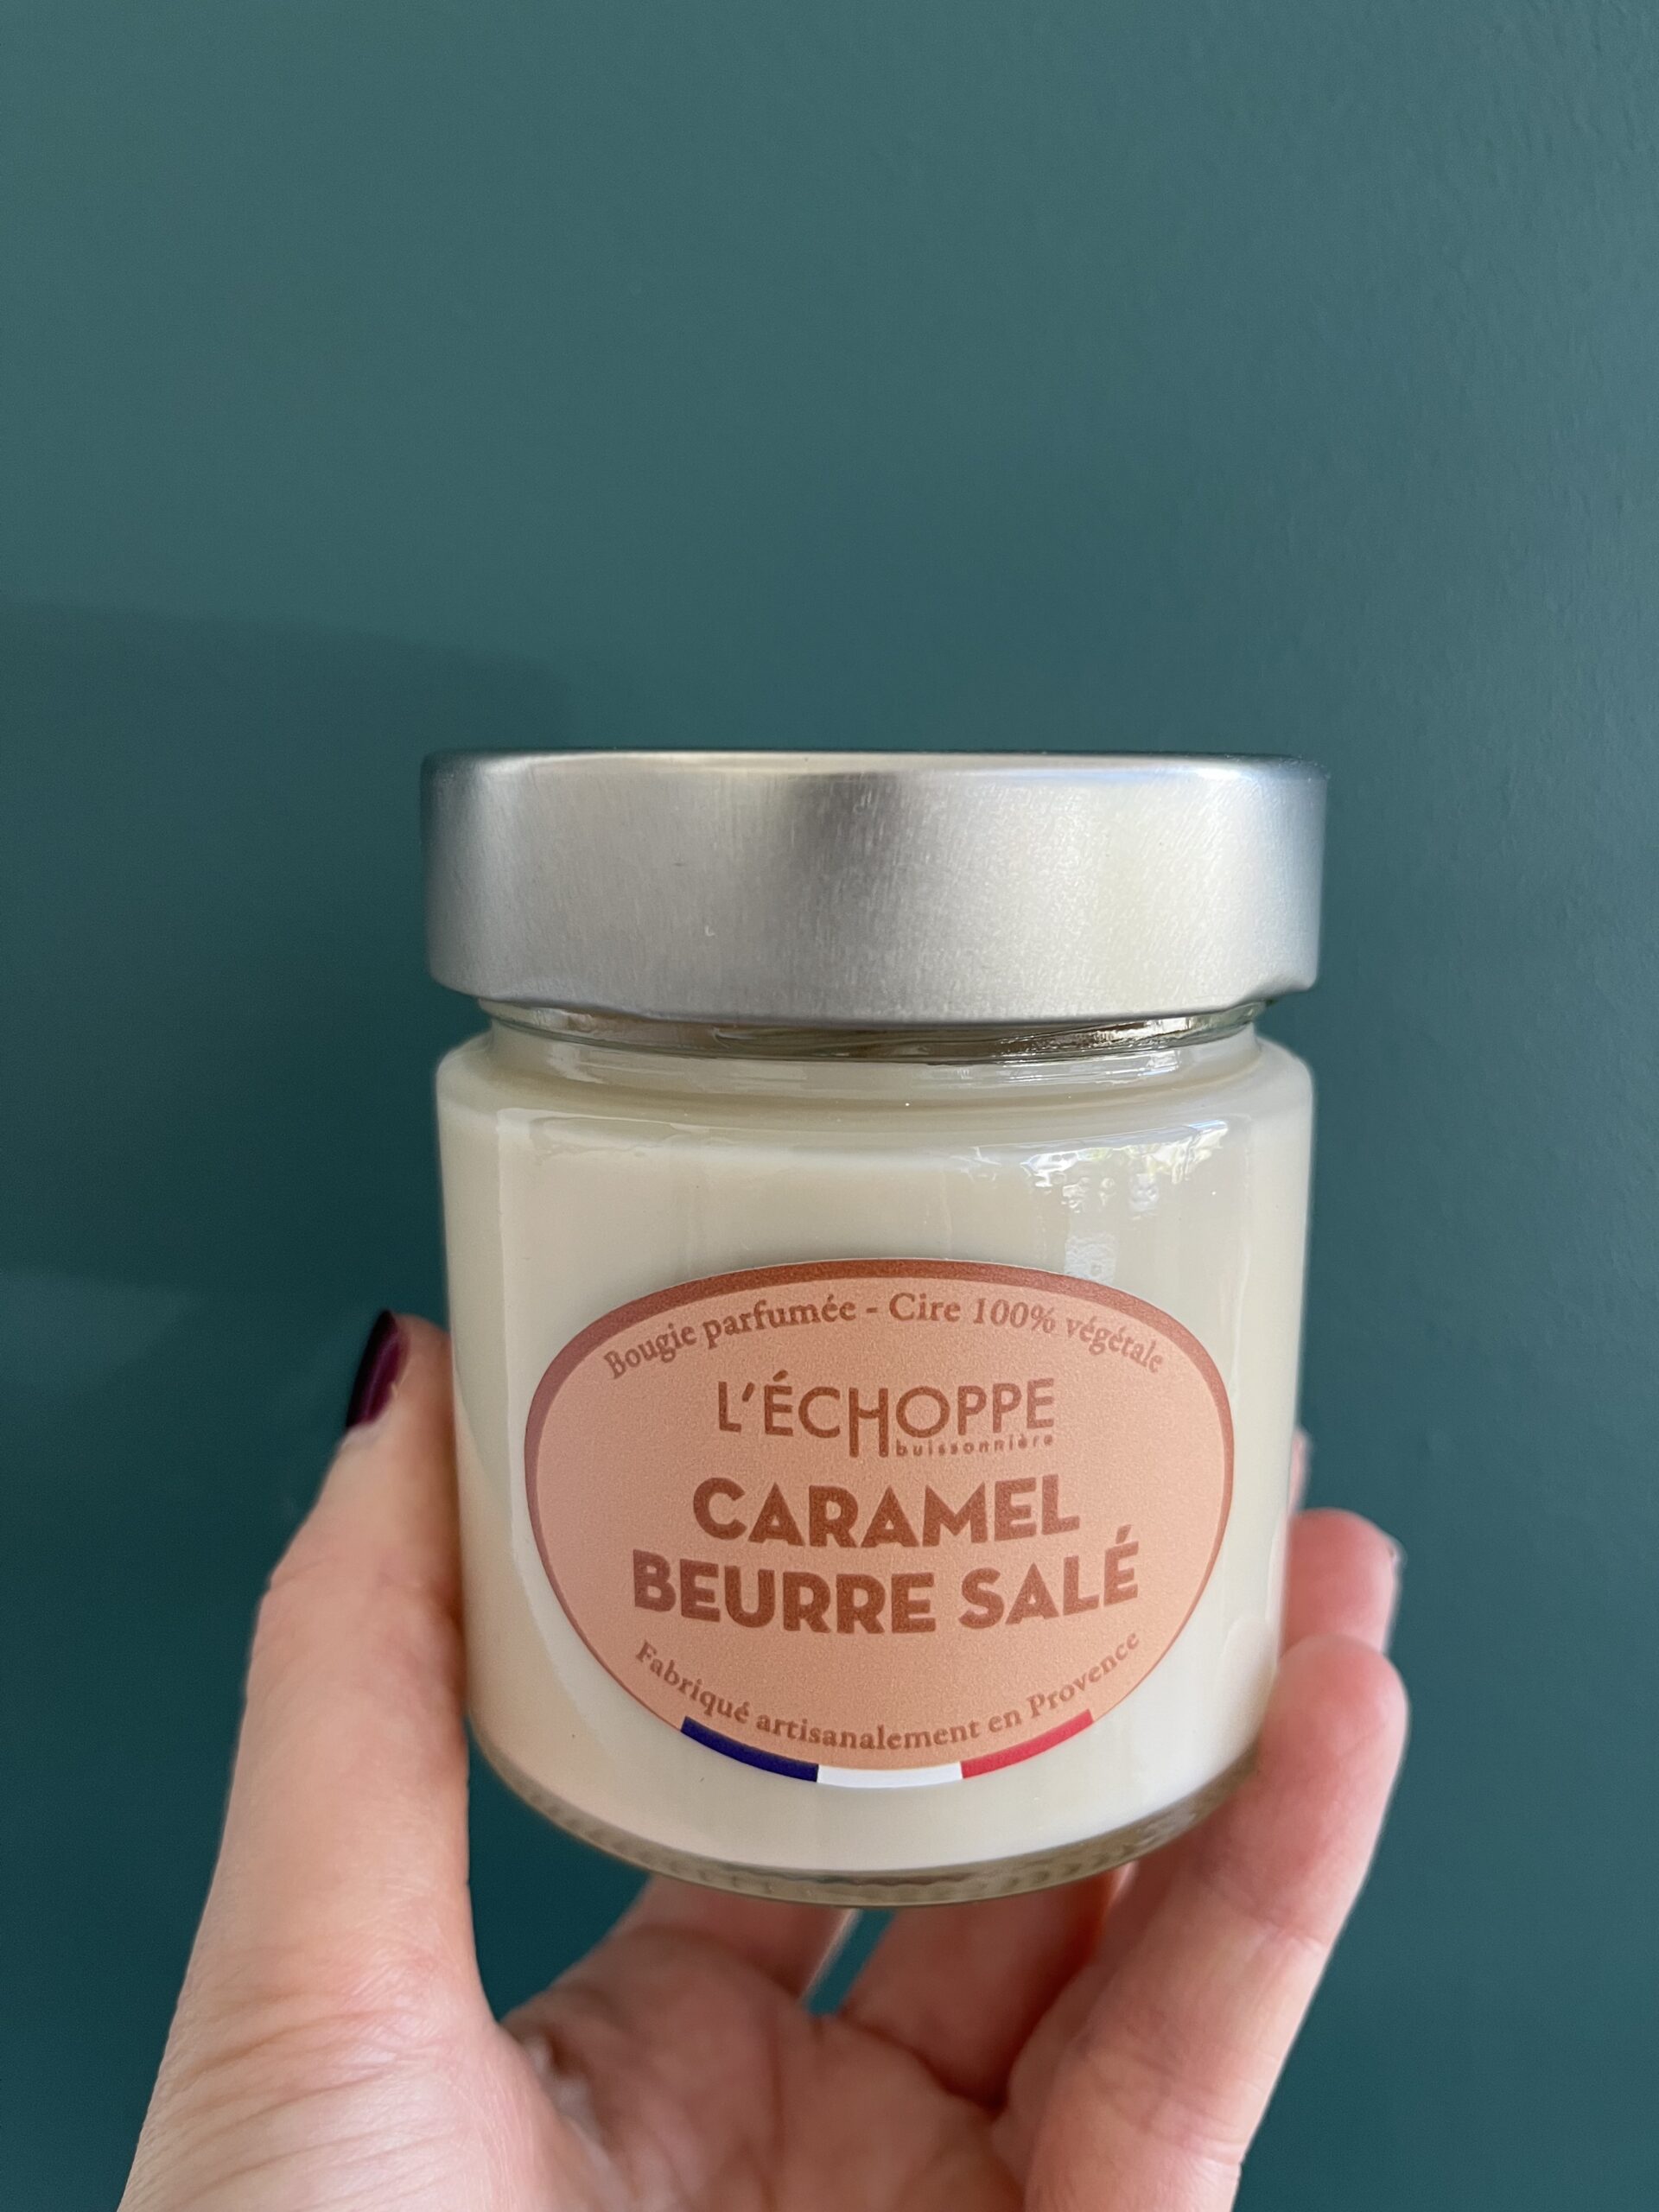 Bougie parfumée - Cire 100% végétale
L'ÉCHOPPE
buissonnière
CARAMEL
BEURRE SALÉ
Fabriqué artisanalement en Provence